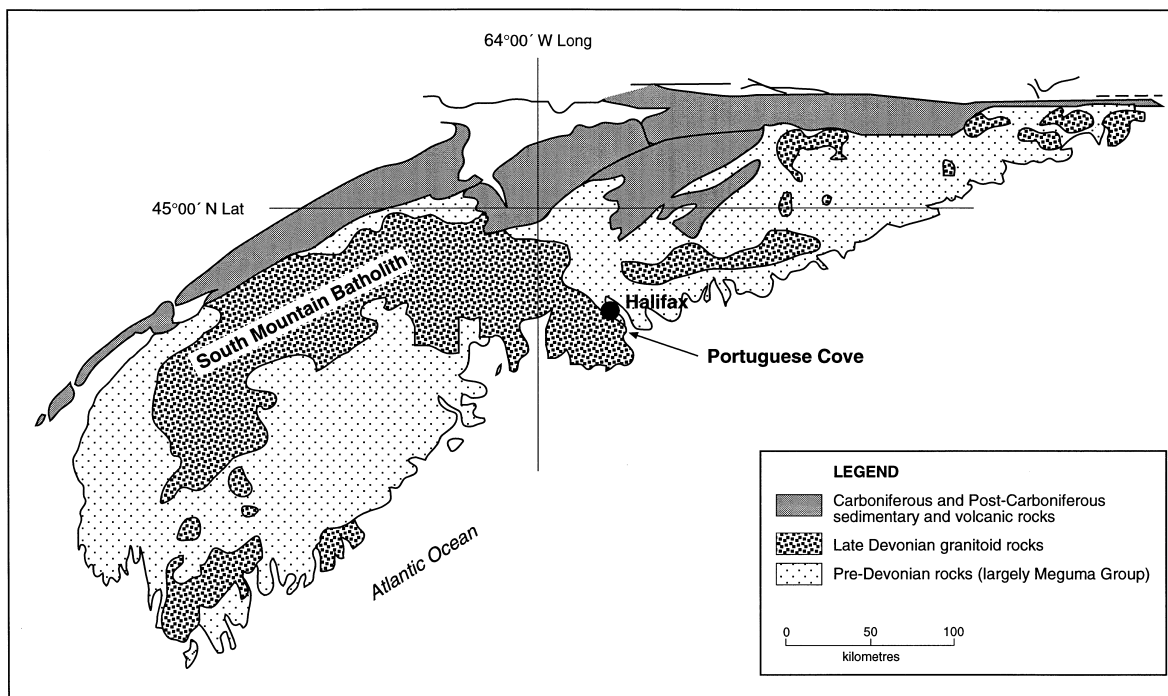 64°00´ W Long
45°00´ N Lat
South Mountain Batholith
Halifax
Portuguese Cove
Atlantic Ocean
LEGEND
Carboniferous and Post-Carboniferous
sedimentary and volcanic rocks
Late Devonian granitoid rocks
Pre-Devonian rocks (largely Meguma Group)
0 50 100
kilometres